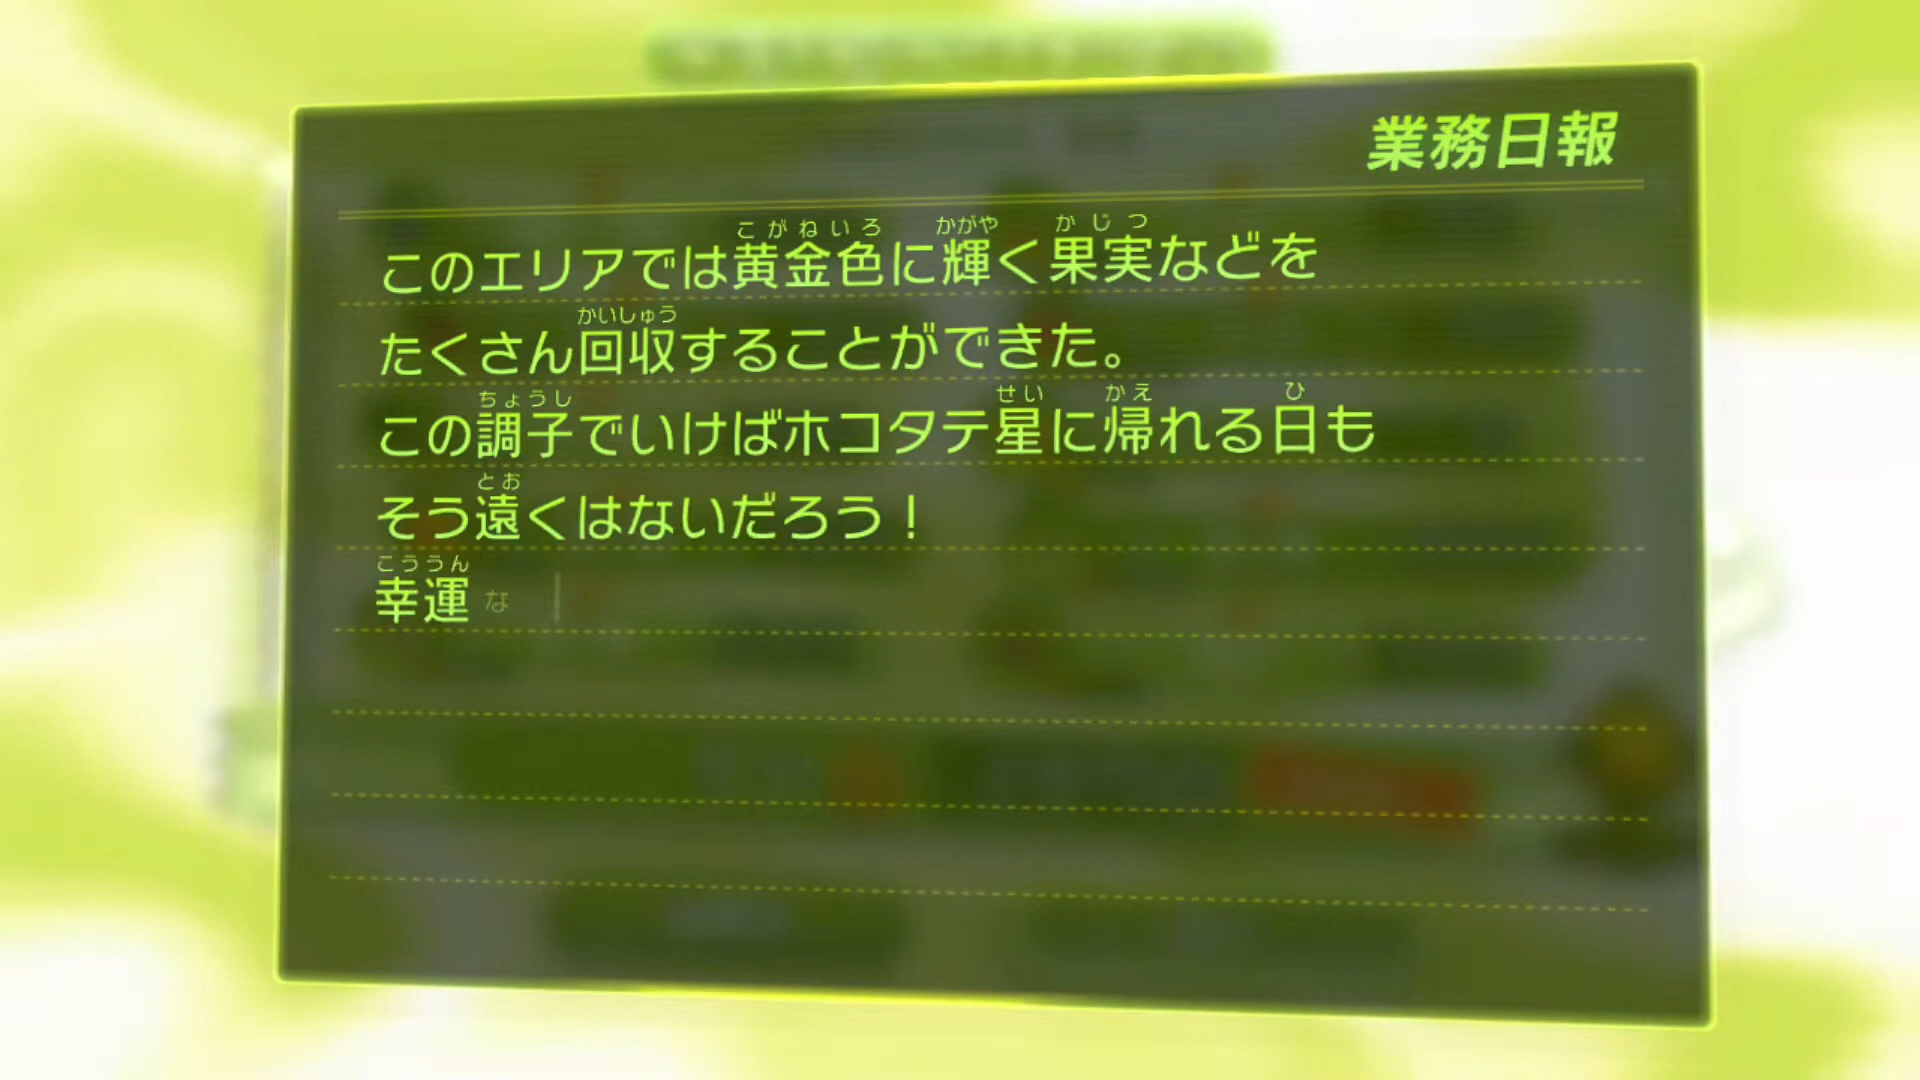 業務日報
このエリアでは黄金色に輝く果実などを
たくさん回収することができた。
この調子でいけばホコタテ星に帰れる日も
そう遠くはないだろう！
幸運な